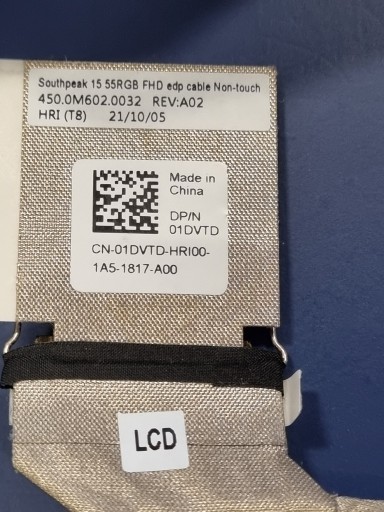 Southpeak 15 55RGB FHD edp cable Non-touch
450.0M602.0032 REV:A02
HRI (T8) 21/10/05
Made in
China
DP/N
01DVTD
CN-01DVTD-HRI00-
1A5-1817-A00
LCD